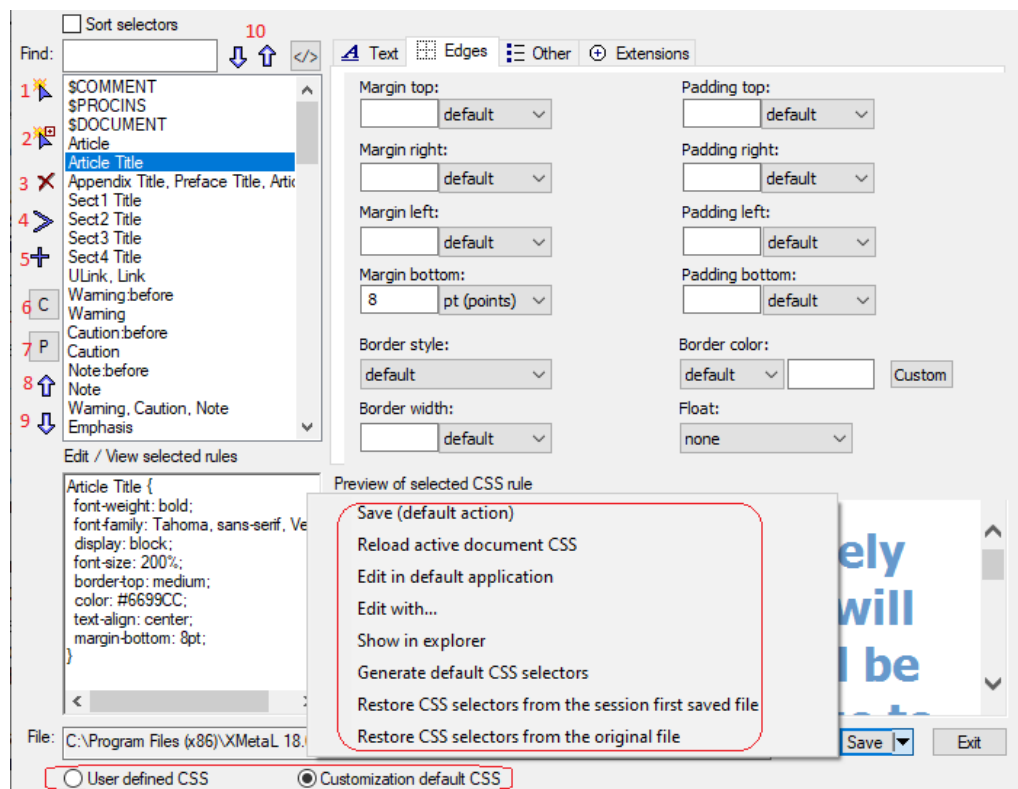 Sort selectors
10
Find:
</>
A Text Edges Other Extensions
1
2
3
4
5
6 C
7 P
8
9
$COMMENT
$PROCINS
$DOCUMENT
Article
Article Title
Appendix Title, Preface Title, Artic
Sect1 Title
Sect2 Title
Sect3 Title
Sect4 Title
ULink, Link
Warning:before
Warning
Caution:before
Caution
Note:before
Note
Warning, Caution, Note
Emphasis
Margin top:
default
Margin right:
default
Margin left:
default
Margin bottom:
8 pt (points)
Border style:
default
Border width:
default
Padding top:
default
Padding right:
default
Padding left:
default
Padding bottom:
default
Border color:
default Custom
Float:
none
Edit / View selected rules
Article Title {
font-weight: bold;
font-family: Tahoma, sans-serif, Ve
display: block;
font-size: 200%;
border-top: medium;
color: #6699CC;
text-align: center;
margin-bottom: 8pt;
}
Preview of selected CSS rule
Save (default action)
Reload active document CSS
Edit in default application
Edit with...
Show in explorer
Generate default CSS selectors
Restore CSS selectors from the session first saved file
Restore CSS selectors from the original file
ely
will
l be
File: C:\Program Files (x86)\XMetaL 18.
Save Exit
User defined CSS Customization default CSS